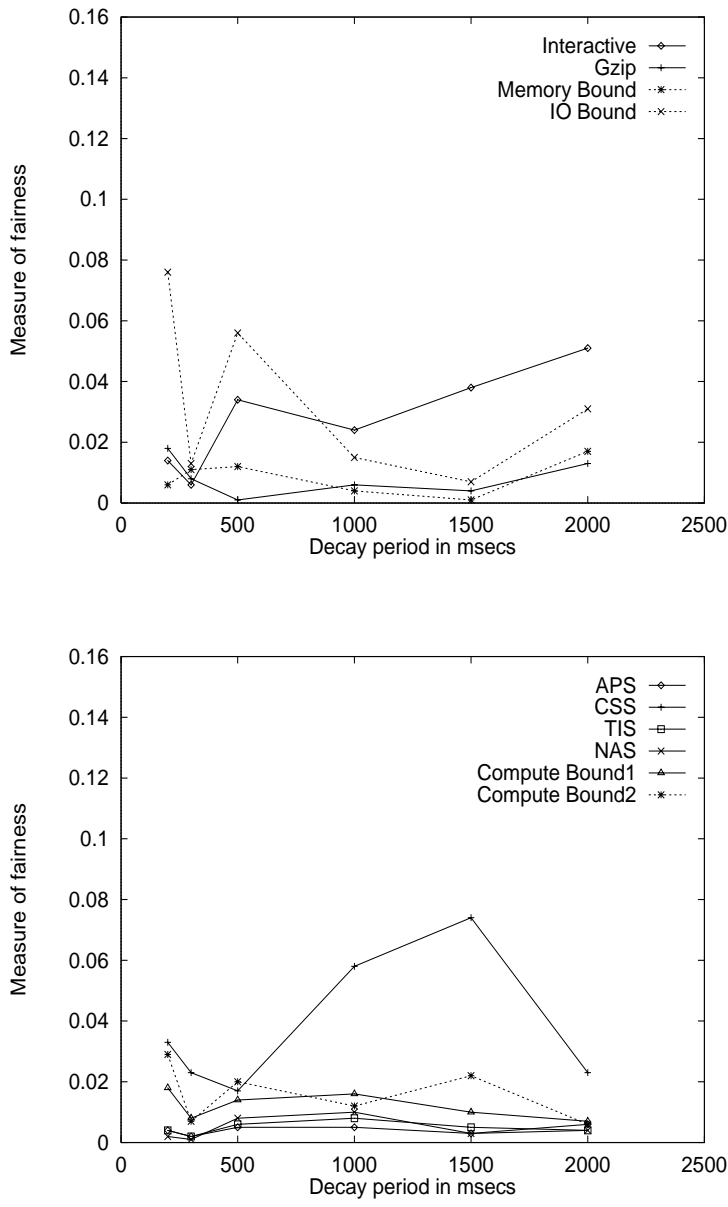 0.16
0.14
0.12
0.1
0.08
0.06
0.04
0.02
0
Measure of fairness
Interactive
Gzip
Memory Bound
IO Bound
0 500 1000 1500 2000 2500
Decay period in msecs
0.16
0.14
0.12
0.1
0.08
0.06
0.04
0.02
0
Measure of fairness
APS
CSS
TIS
NAS
Compute Bound1
Compute Bound2
0 500 1000 1500 2000 2500
Decay period in msecs